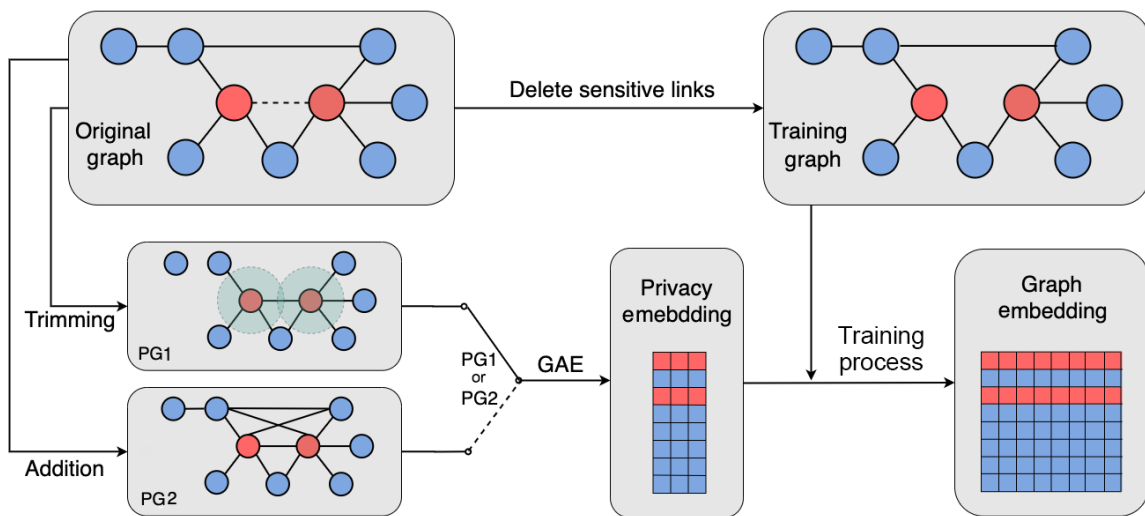 Original
graph
Delete sensitive links
Training
graph
Trimming
PG1
Addition
PG2
PG1
or
PG2
GAE
Privacy
emebdding
Training
process
Graph
embedding